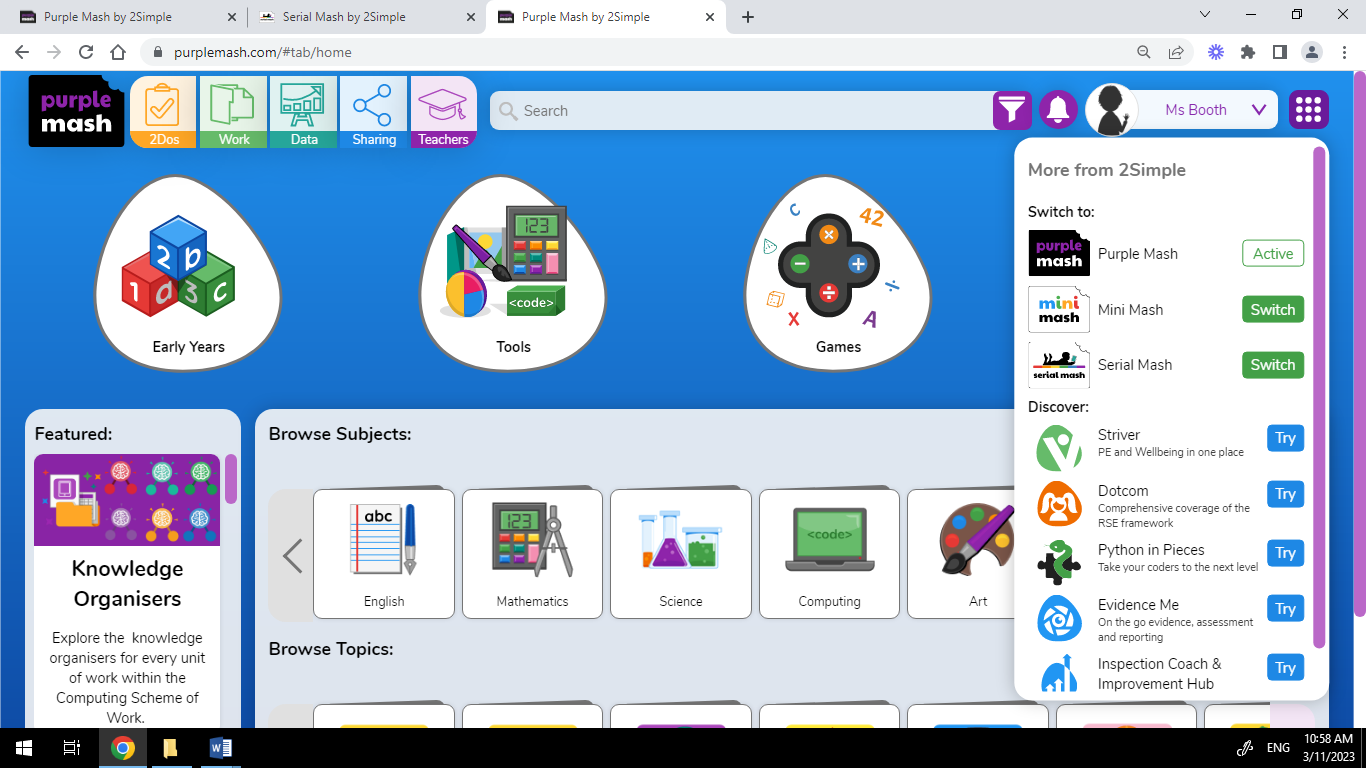 Purple Mash by 2Simple
Serial Mash by 2Simple
Purple Mash by 2Simple
purplemash.com/#tab/home
purple
mash
2Dos
Work
Data
Sharing
Teachers
Search
Ms Booth
2 b
1 a 3 c
Early Years
123
<code>
Tools
C
42
X
A
Games
More from 2Simple
Switch to:
purple
mash
Purple Mash
Active
mini
mash
Mini Mash
Switch
serial mash
Serial Mash
Switch
Discover:
Striver
PE and Wellbeing in one place
Try
Dotcom
Comprehensive coverage of the
RSE framework
Try
Python in Pieces
Take your coders to the next level
Try
Evidence Me
On the go evidence, assessment
and reporting
Try
Inspection Coach &
Improvement Hub
Try
Featured:
Knowledge
Organisers
Explore the knowledge
organisers for every unit
of work within the
Computing Scheme of
Work.
Browse Subjects:
abc
English
123
Mathematics
Science
<code>
Computing
Art
Browse Topics:
ENG
10:58 AM
3/11/2023